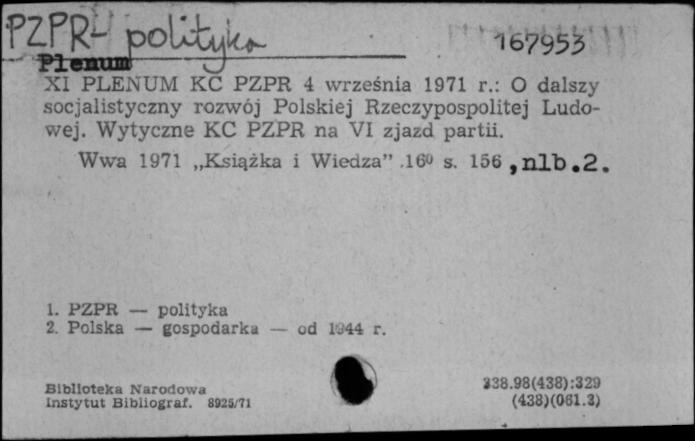 PZPR - polityka 167953
Plenum
XI PLENUM KC PZPR 4 września 1971 r.: O dalszy
socjalistyczny rozwój Polskiej Rzeczypospolitej Ludo-
wej. Wytyczne KC PZPR na VI zjazd partii.
Wwa 1971 „Książka i Wiedza” .16⁰ s. 156 , nlb.2.
1. PZPR — polityka
2. Polska — gospodarka — od 1944 r.
Biblioteka Narodowa 338.98(438):329
Instytut Bibliograf. 8925/71 (438)(061.3)